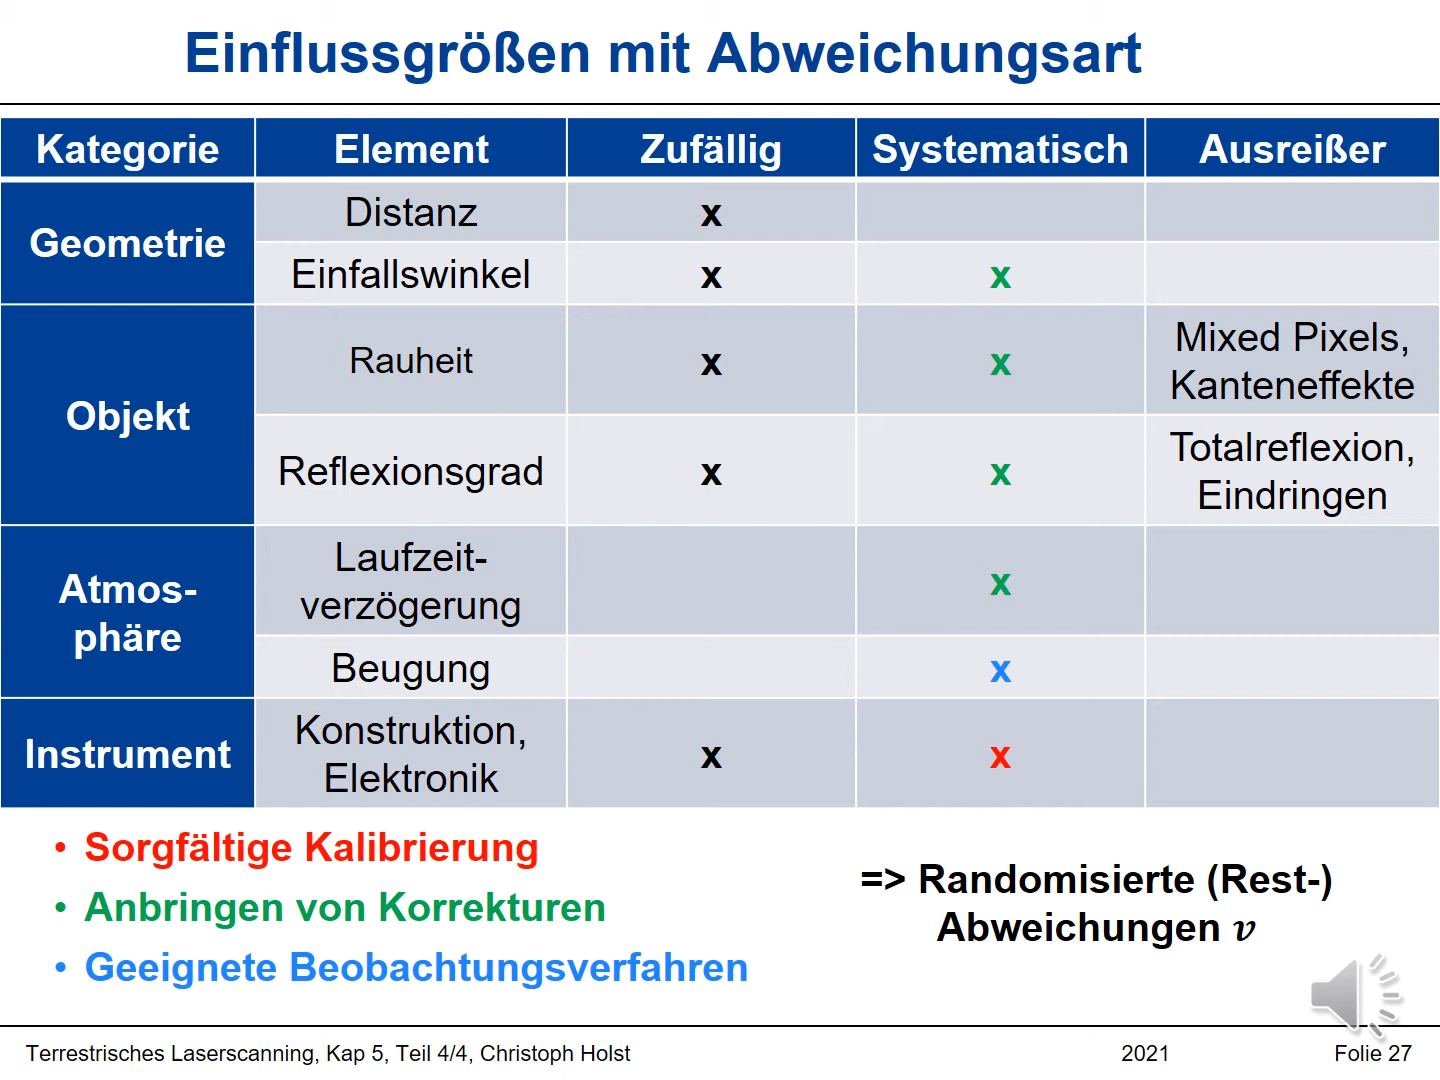 Einflussgrößen mit Abweichungsart
Kategorie Element Zufällig Systematisch Ausreißer
Geometrie
Distanz x
Einfallswinkel x x
Objekt
Rauheit x x Mixed Pixels,
Kanteneffekte
Reflexionsgrad x x Totalreflexion,
Eindringen
Atmos-
phäre
Laufzeit-
verzögerung x
Beugung x
Instrument
Konstruktion,
Elektronik x x
• Sorgfältige Kalibrierung
• Anbringen von Korrekturen
• Geeignete Beobachtungsverfahren
=> Randomisierte (Rest-)
Abweichungen v
Terrestrisches Laserscanning, Kap 5, Teil 4/4, Christoph Holst 2021 Folie 27